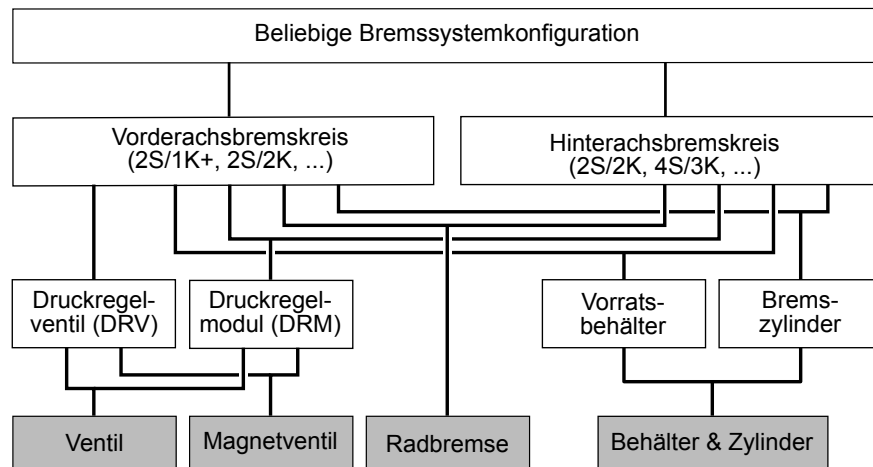 Beliebige Bremssystemkonfiguration
Vorderachsbremskreis
(2S/1K+, 2S/2K, ...)
Hinterachsbremskreis
(2S/2K, 4S/3K, ...)
Druckregel-
ventil (DRV)
Druckregel-
modul (DRM)
Vorrats-
behälter
Brems-
zylinder
Ventil
Magnetventil
Radbremse
Behälter & Zylinder